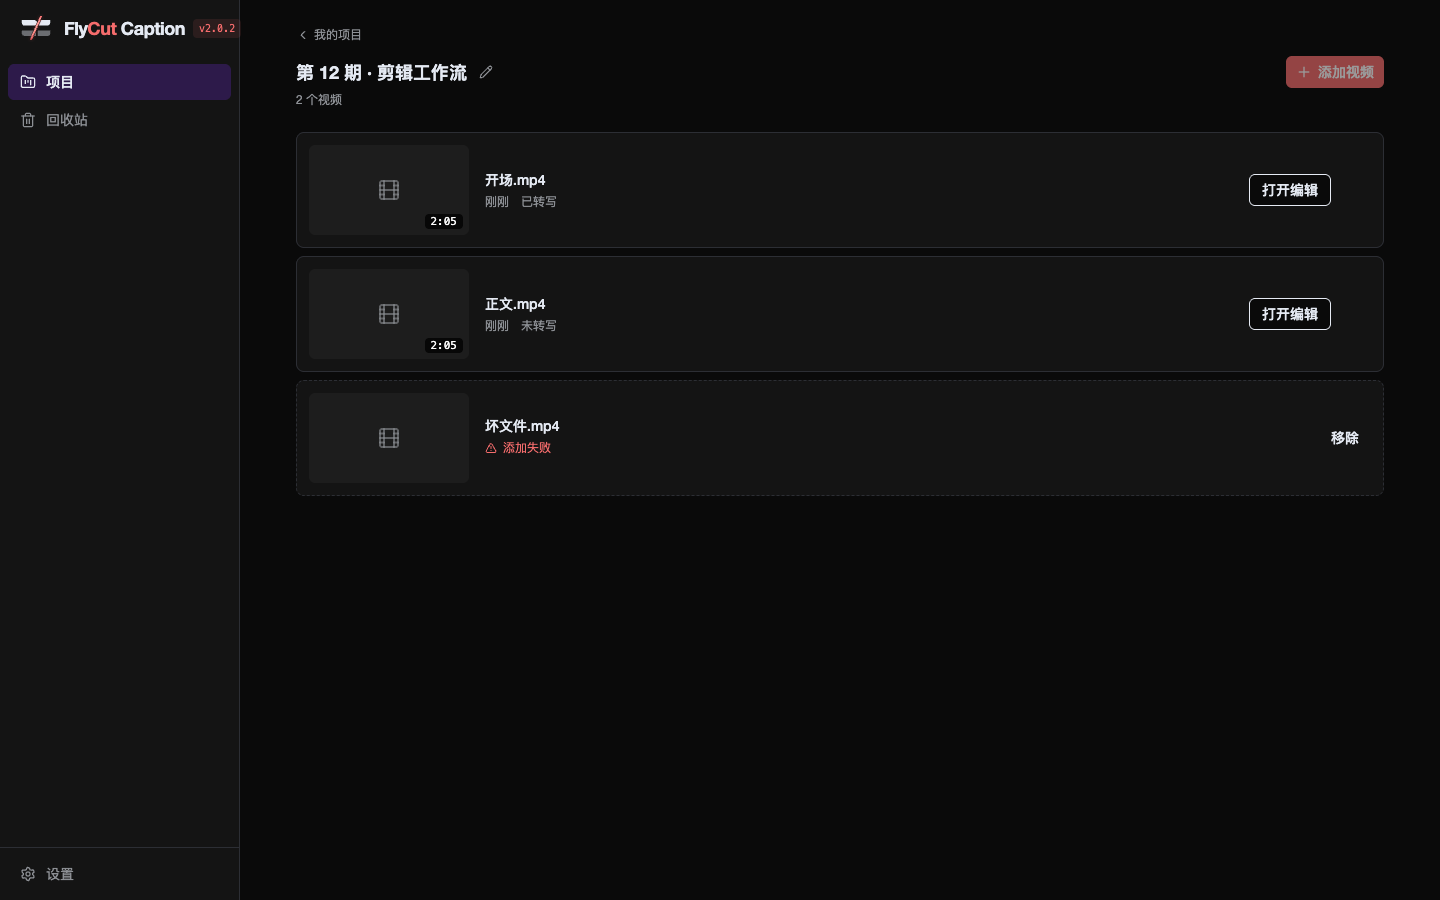 FlyCut Caption v2.0.2
项目
回收站
设置
我的项目
第 12 期 · 剪辑工作流
2 个视频
添加视频
2:05
开场.mp4
刚刚 已转写
打开编辑
2:05
正文.mp4
刚刚 未转写
打开编辑
坏文件.mp4
添加失败
移除